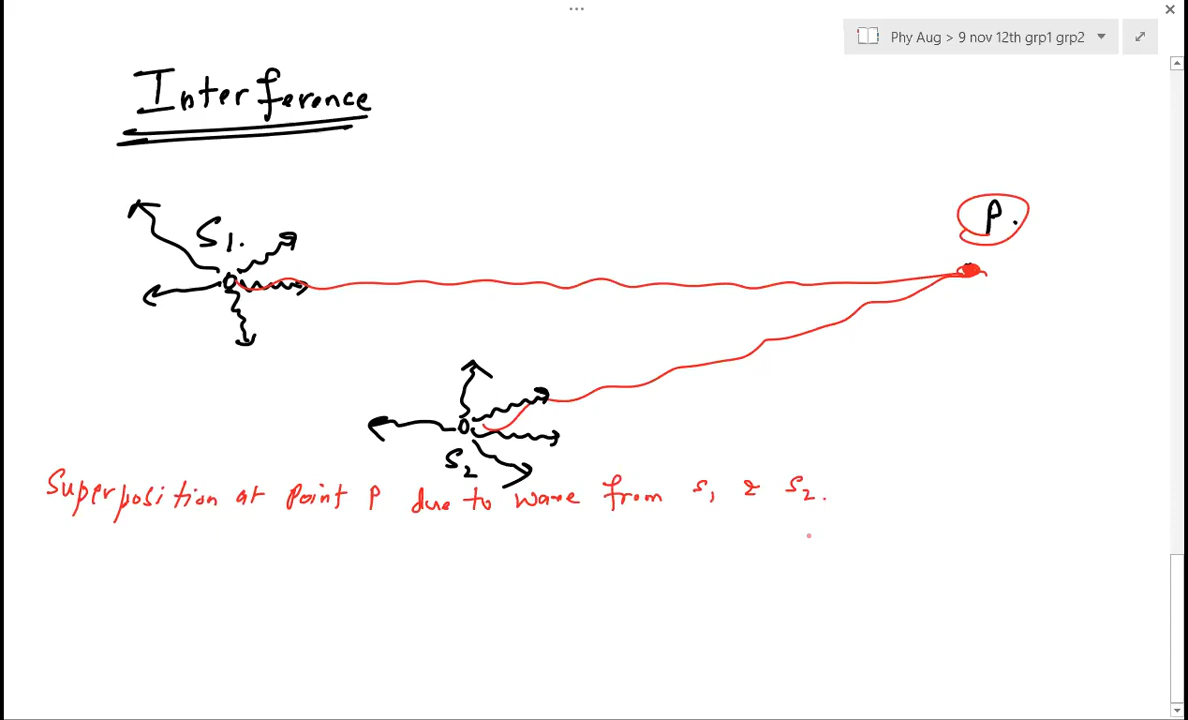 Phy Aug > 9 nov 12th grp1 grp2
Interference
S1.
P.
S2
Superposition at Point P due to wave from S1 & S2.